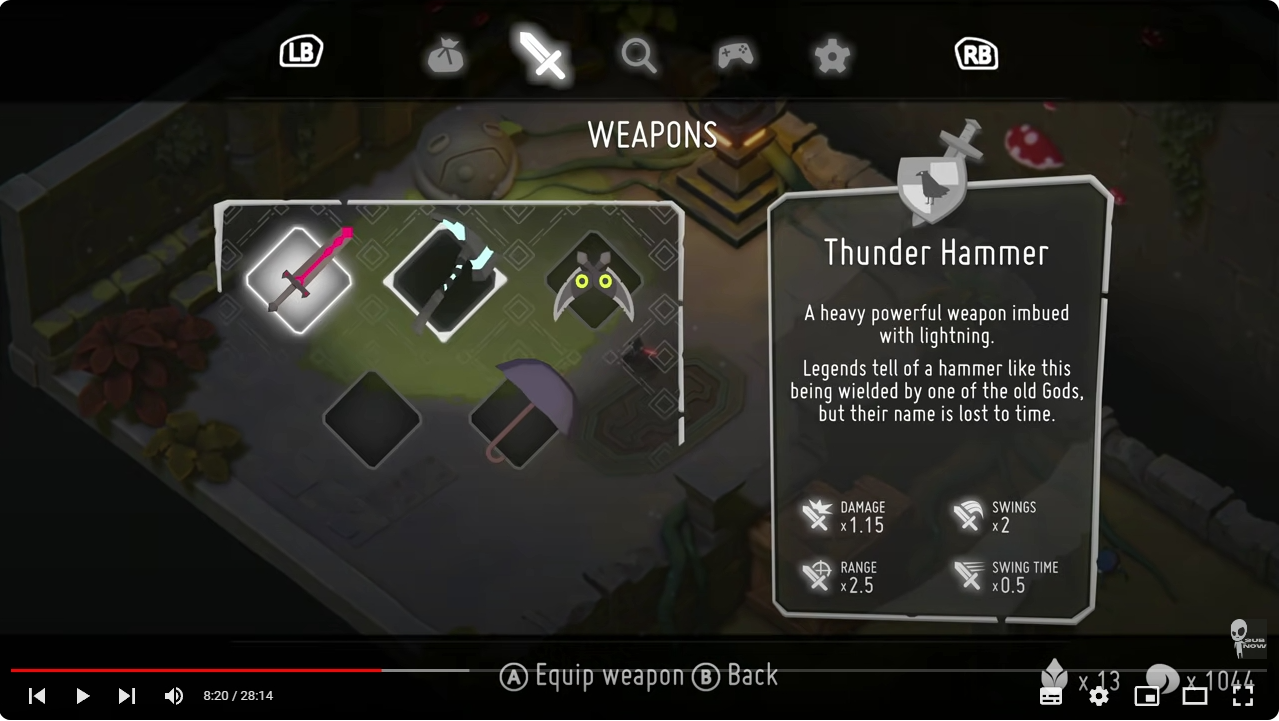 LB
RB
WEAPONS
Thunder Hammer
A heavy powerful weapon imbued
with lightning.
Legends tell of a hammer like this
being wielded by one of the old Gods,
but their name is lost to time.
DAMAGE
x1.15
SWINGS
x2
RANGE
x2.5
SWING TIME
x0.5
SUB
NOW
A Equip weapon B Back
x 13
x 1044
8:20 / 28:14